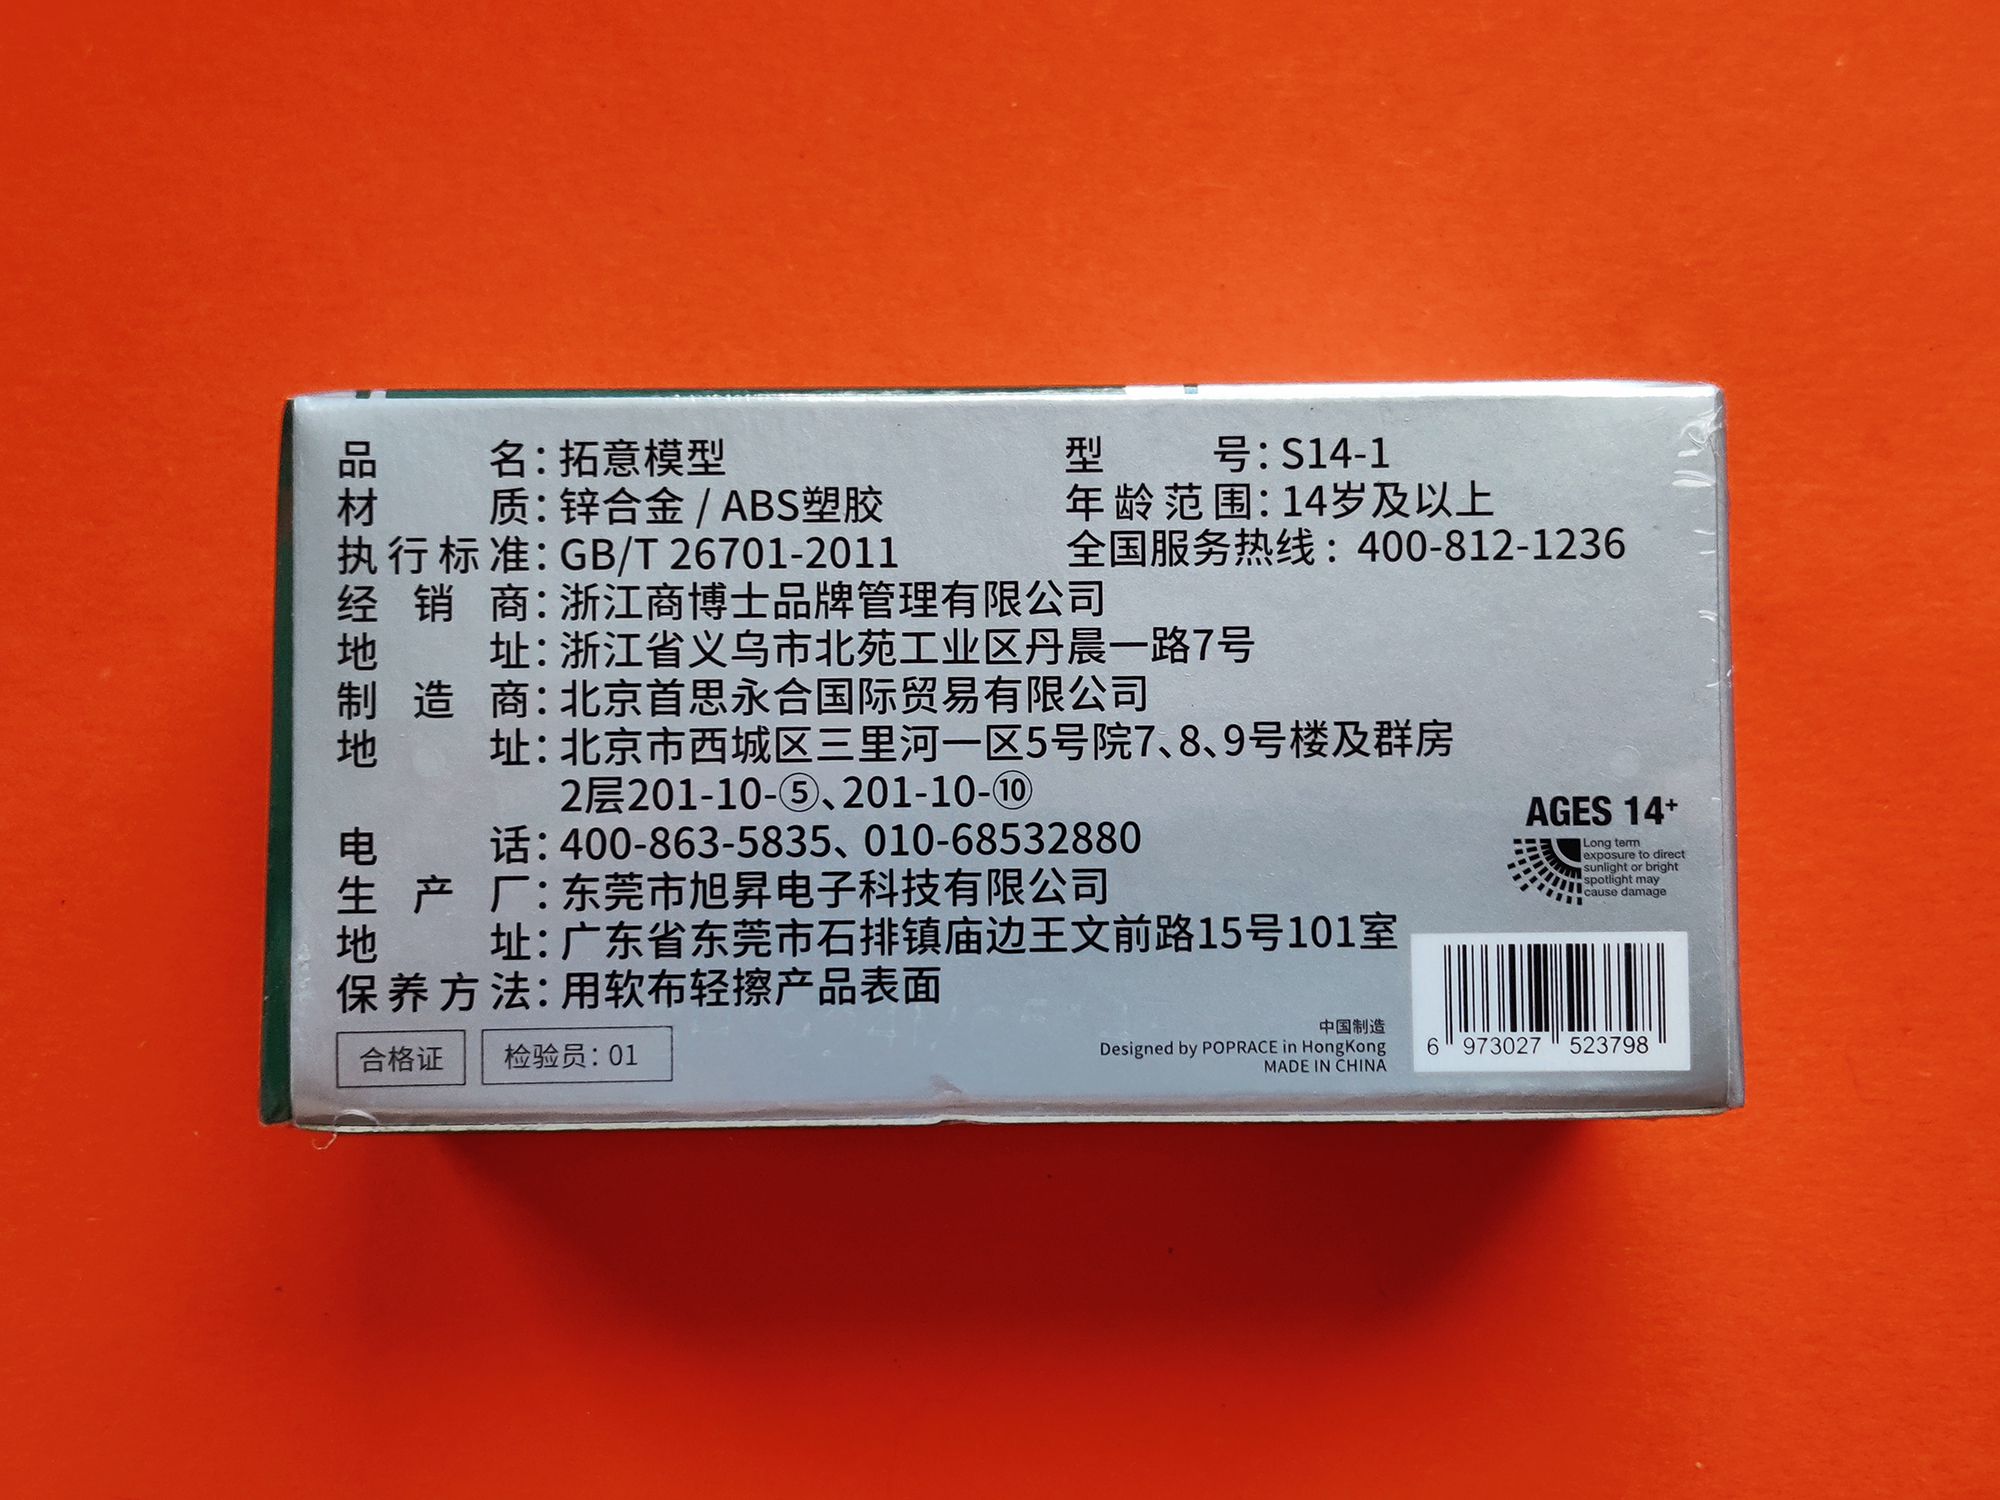 品名：拓意模型 型号：S14-1
材质：锌合金 / ABS塑胶 年龄范围：14岁及以上
执行标准：GB/T 26701-2011 全国服务热线：400-812-1236
经销商：浙江商博士品牌管理有限公司
地址：浙江省义乌市北苑工业区丹晨一路7号
制造商：北京首思永合国际贸易有限公司
地址：北京市西城区三里河一区5号院7、8、9号楼及群房
2层201-10-⑤、201-10-⑩
电话：400-863-5835、010-68532880
生产厂：东莞市旭昇电子科技有限公司
地址：广东省东莞市石排镇庙边王文前路15号101室
保养方法：用软布轻擦产品表面
合格证 检验员：01
AGES 14+
Long term
exposure to direct
sunlight or bright
spotlight may
cause damage
中国制造
Designed by POPRACE in HongKong
MADE IN CHINA
6 973027 523798